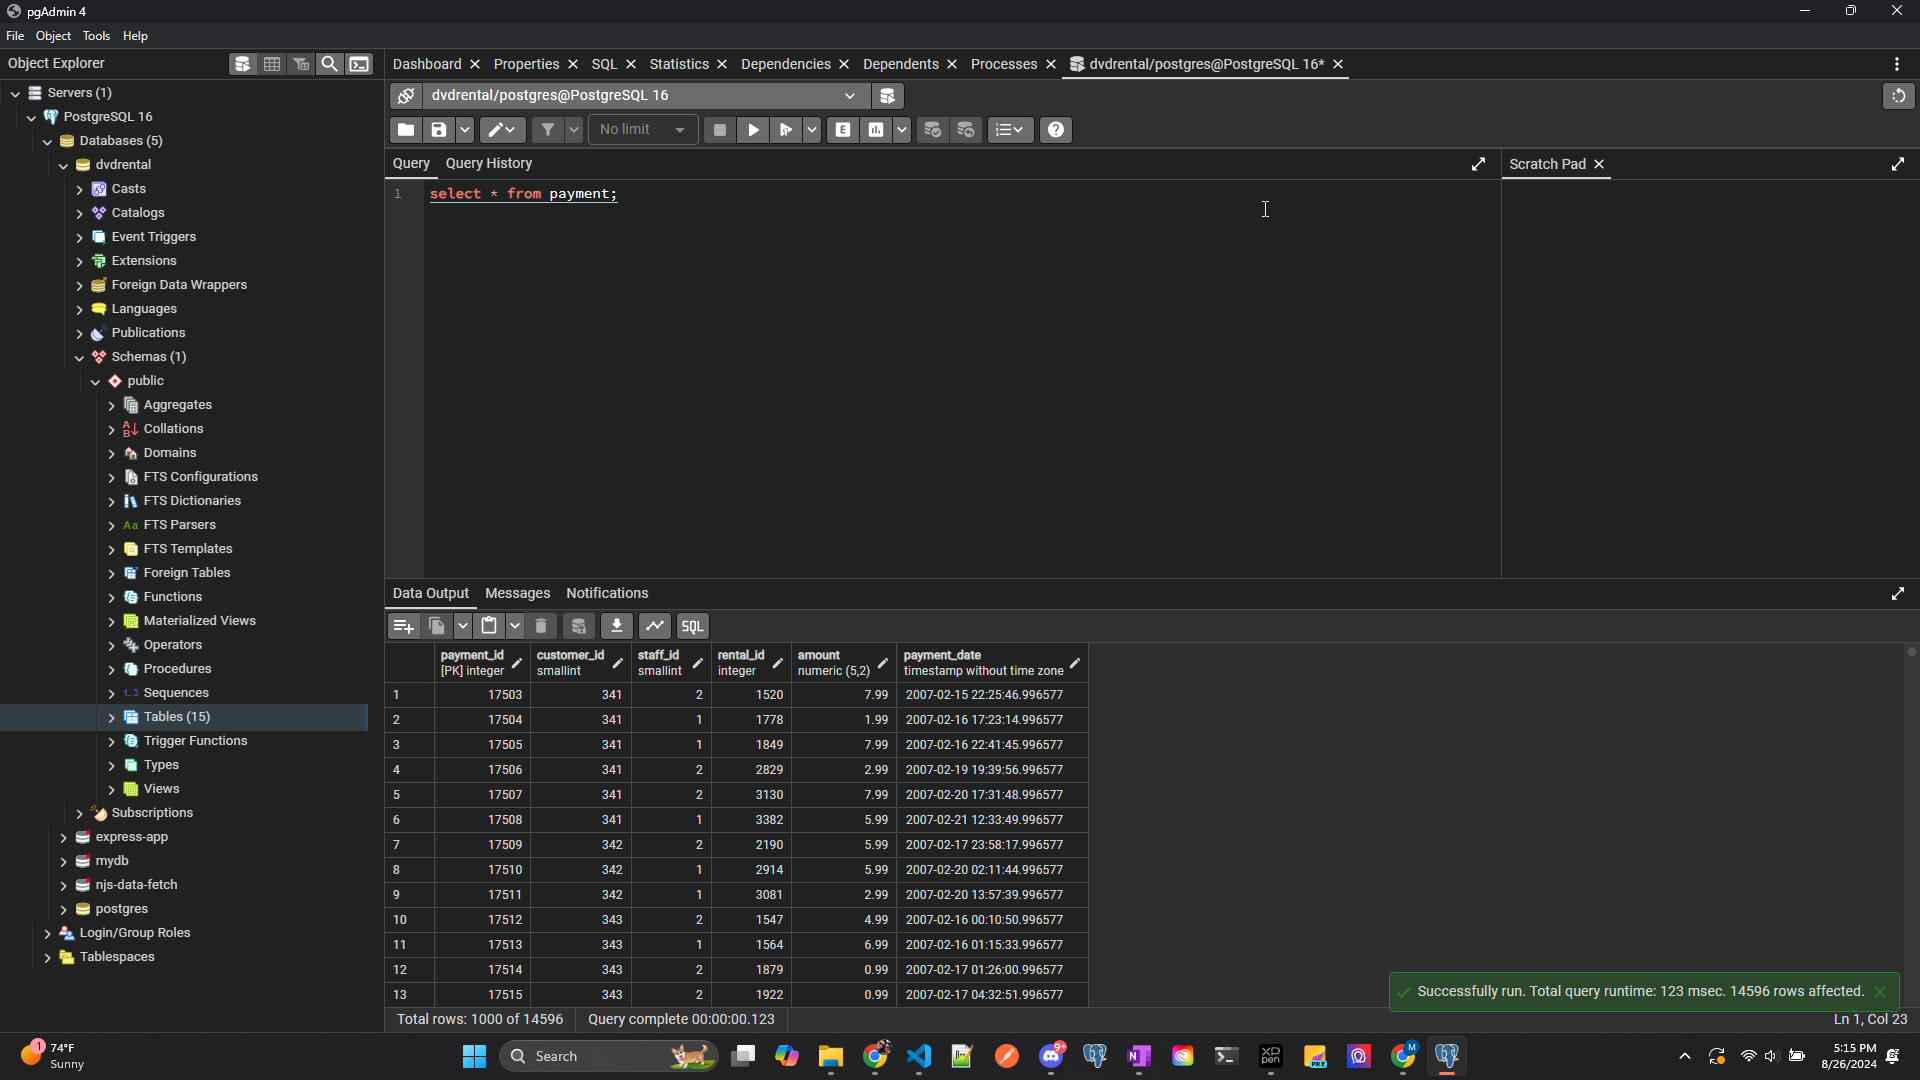 pgAdmin 4
File Object Tools Help
Object Explorer
Servers (1)
PostgreSQL 16
Databases (5)
dvdrental
Casts
Catalogs
Event Triggers
Extensions
Foreign Data Wrappers
Languages
Publications
Schemas (1)
public
Aggregates
Collations
Domains
FTS Configurations
FTS Dictionaries
FTS Parsers
FTS Templates
Foreign Tables
Functions
Materialized Views
Operators
Procedures
1..3 Sequences
Tables (15)
Trigger Functions
Types
Views
Subscriptions
express-app
mydb
njs-data-fetch
postgres
Login/Group Roles
Tablespaces
Dashboard Properties SQL Statistics Dependencies Dependents Processes dvdrental/postgres@PostgreSQL 16*
dvdrental/postgres@PostgreSQL 16
No limit
E
Query Query History
Scratch Pad
1 select * from payment;
Data Output Messages Notifications
SQL
payment_id customer_id staff_id rental_id amount payment_date
[PK] integer smallint smallint integer numeric (5,2) timestamp without time zone
1 17503 341 2 1520 7.99 2007-02-15 22:25:46.996577
2 17504 341 1 1778 1.99 2007-02-16 17:23:14.996577
3 17505 341 1 1849 7.99 2007-02-16 22:41:45.996577
4 17506 341 2 2829 2.99 2007-02-19 19:39:56.996577
5 17507 341 2 3130 7.99 2007-02-20 17:31:48.996577
6 17508 341 1 3382 5.99 2007-02-21 12:33:49.996577
7 17509 342 2 2190 5.99 2007-02-17 23:58:17.996577
8 17510 342 1 2914 5.99 2007-02-20 02:11:44.996577
9 17511 342 1 3081 2.99 2007-02-20 13:57:39.996577
10 17512 343 2 1547 4.99 2007-02-16 00:10:50.996577
11 17513 343 1 1564 6.99 2007-02-16 01:15:33.996577
12 17514 343 2 1879 0.99 2007-02-17 01:26:00.996577
13 17515 343 2 1922 0.99 2007-02-17 04:32:51.996577
Successfully run. Total query runtime: 123 msec. 14596 rows affected.
Total rows: 1000 of 14596 Query complete 00:00:00.123
Ln 1, Col 23
1
74°F
Sunny
Search
9+
XP
PEN
PRE
M
5:15 PM
8/26/2024